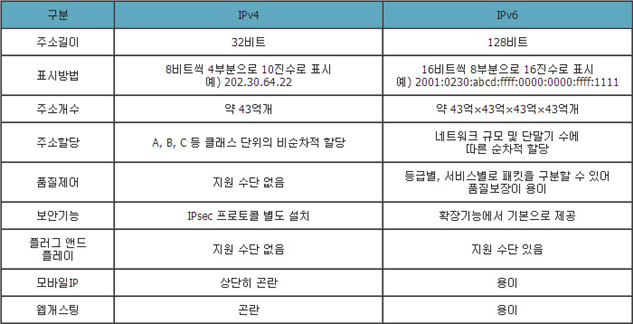 구분 IPv4 IPv6
주소길이 32비트 128비트
표시방법 8비트씩 4부분으로 10진수로 표시 16비트씩 8부분으로 16진수로 표시
예) 202.30.64.22 예) 2001:0230:abcd:ffff:0000:0000:ffff:1111
주소개수 약 43억개 약 43억×43억×43억×43억개
주소할당 A, B, C 등 클래스 단위의 비순차적 할당 네트워크 규모 및 단말기 수에
따른 순차적 할당
품질제어 지원 수단 없음 등급별, 서비스별로 패킷을 구분할 수 있어
품질보장이 용이
보안기능 IPsec 프로토콜 별도 설치 확장기능에서 기본으로 제공
플러그 앤드 지원 수단 없음 지원 수단 있음
플레이
모바일IP 상단히 곤란 용이
웹캐스팅 곤란 용이